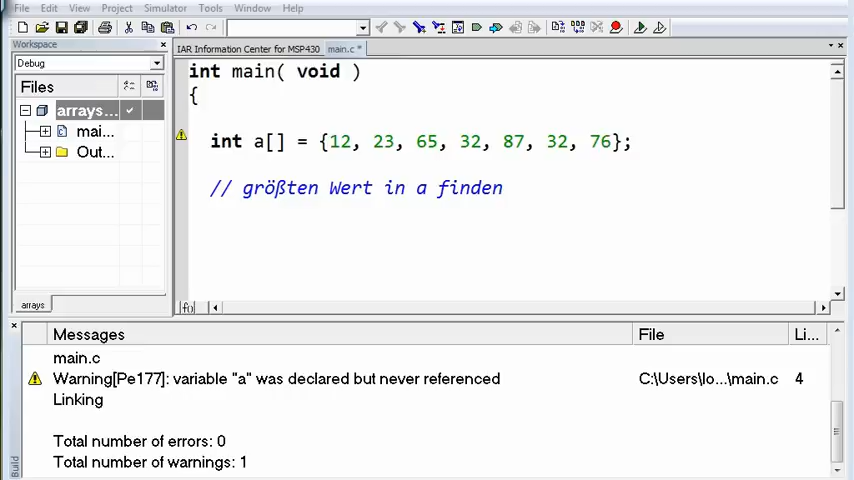 File Edit View Project Simulator Tools Window Help
Workspace
IAR Information Center for MSP430 main.c *
Debug
Files
arrays...
mai...
Out...
arrays
int main( void )
{
int a[] = {12, 23, 65, 32, 87, 32, 76};
// größten Wert in a finden
f()
Messages File Li...
main.c
Warning[Pe177]: variable "a" was declared but never referenced C:\Users\lo...\main.c 4
Linking
Total number of errors: 0
Total number of warnings: 1
Build